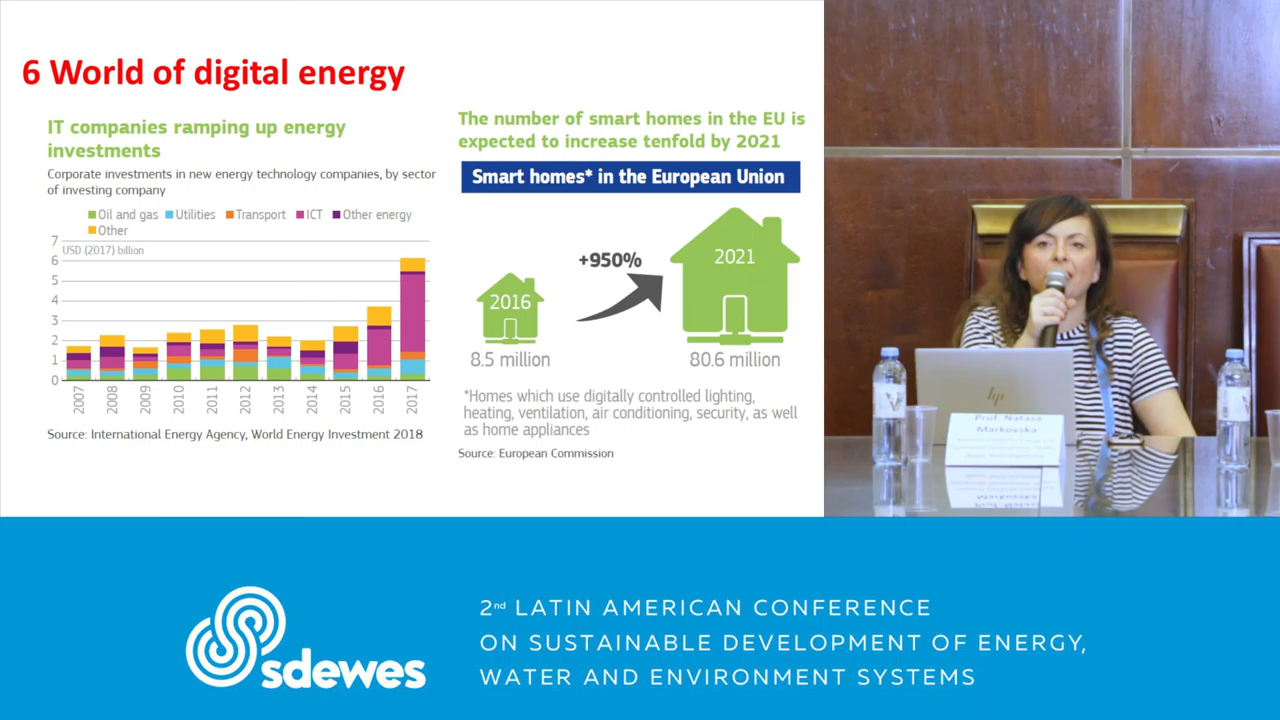 6 World of digital energy
IT companies ramping up energy
investments
Corporate investments in new energy technology companies, by sector
of investing company
Oil and gas Utilities Transport ICT Other energy
Other
7
USD (2017) billion
6
5
4
3
2
1
0
2007 2008 2009 2010 2011 2012 2013 2014 2015 2016 2017
Source: International Energy Agency, World Energy Investment 2018
The number of smart homes in the EU is
expected to increase tenfold by 2021
Smart homes* in the European Union
+950%
2016
2021
8.5 million
80.6 million
*Homes which use digitally controlled lighting,
heating, ventilation, air conditioning, security, as well
as home appliances
Source: European Commission
hp
Prof. Natasa
Markovska
sdewes
2nd LATIN AMERICAN CONFERENCE
ON SUSTAINABLE DEVELOPMENT OF ENERGY,
WATER AND ENVIRONMENT SYSTEMS